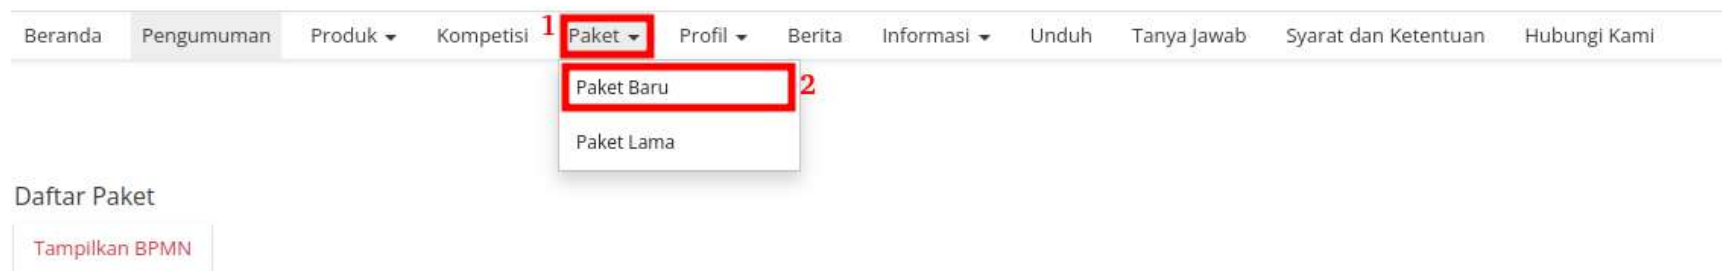 Beranda Pengumuman Produk Kompetisi 1 Paket Profil Berita Informasi Unduh Tanya Jawab Syarat dan Ketentuan Hubungi Kami
Paket Baru 2
Paket Lama
Daftar Paket
Tampilkan BPMN